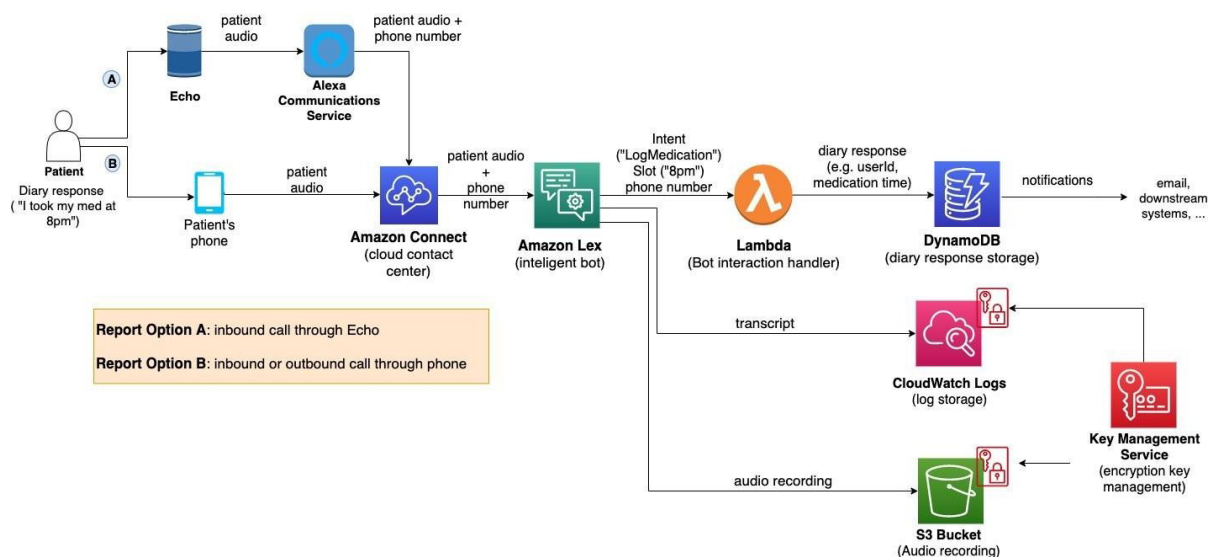 patient
audio
patient audio +
phone number
A
Echo
Alexa
Communications
Service
Patient
Diary response
( "I took my med at
8pm")
B
patient
audio
Patient's
phone
Amazon Connect
(cloud contact
center)
patient audio
+
phone
number
Amazon Lex
(inteligent bot)
Intent
("LogMedication")
Slot ("8pm")
phone number
Lambda
(Bot interaction handler)
diary response
(e.g. userId,
medication time)
DynamoDB
(diary response storage)
notifications
email,
downstream
systems, ...
Report Option A: inbound call through Echo
Report Option B: inbound or outbound call through phone
transcript
CloudWatch Logs
(log storage)
Key Management
Service
(encryption key
management)
audio recording
S3 Bucket
(Audio recording)